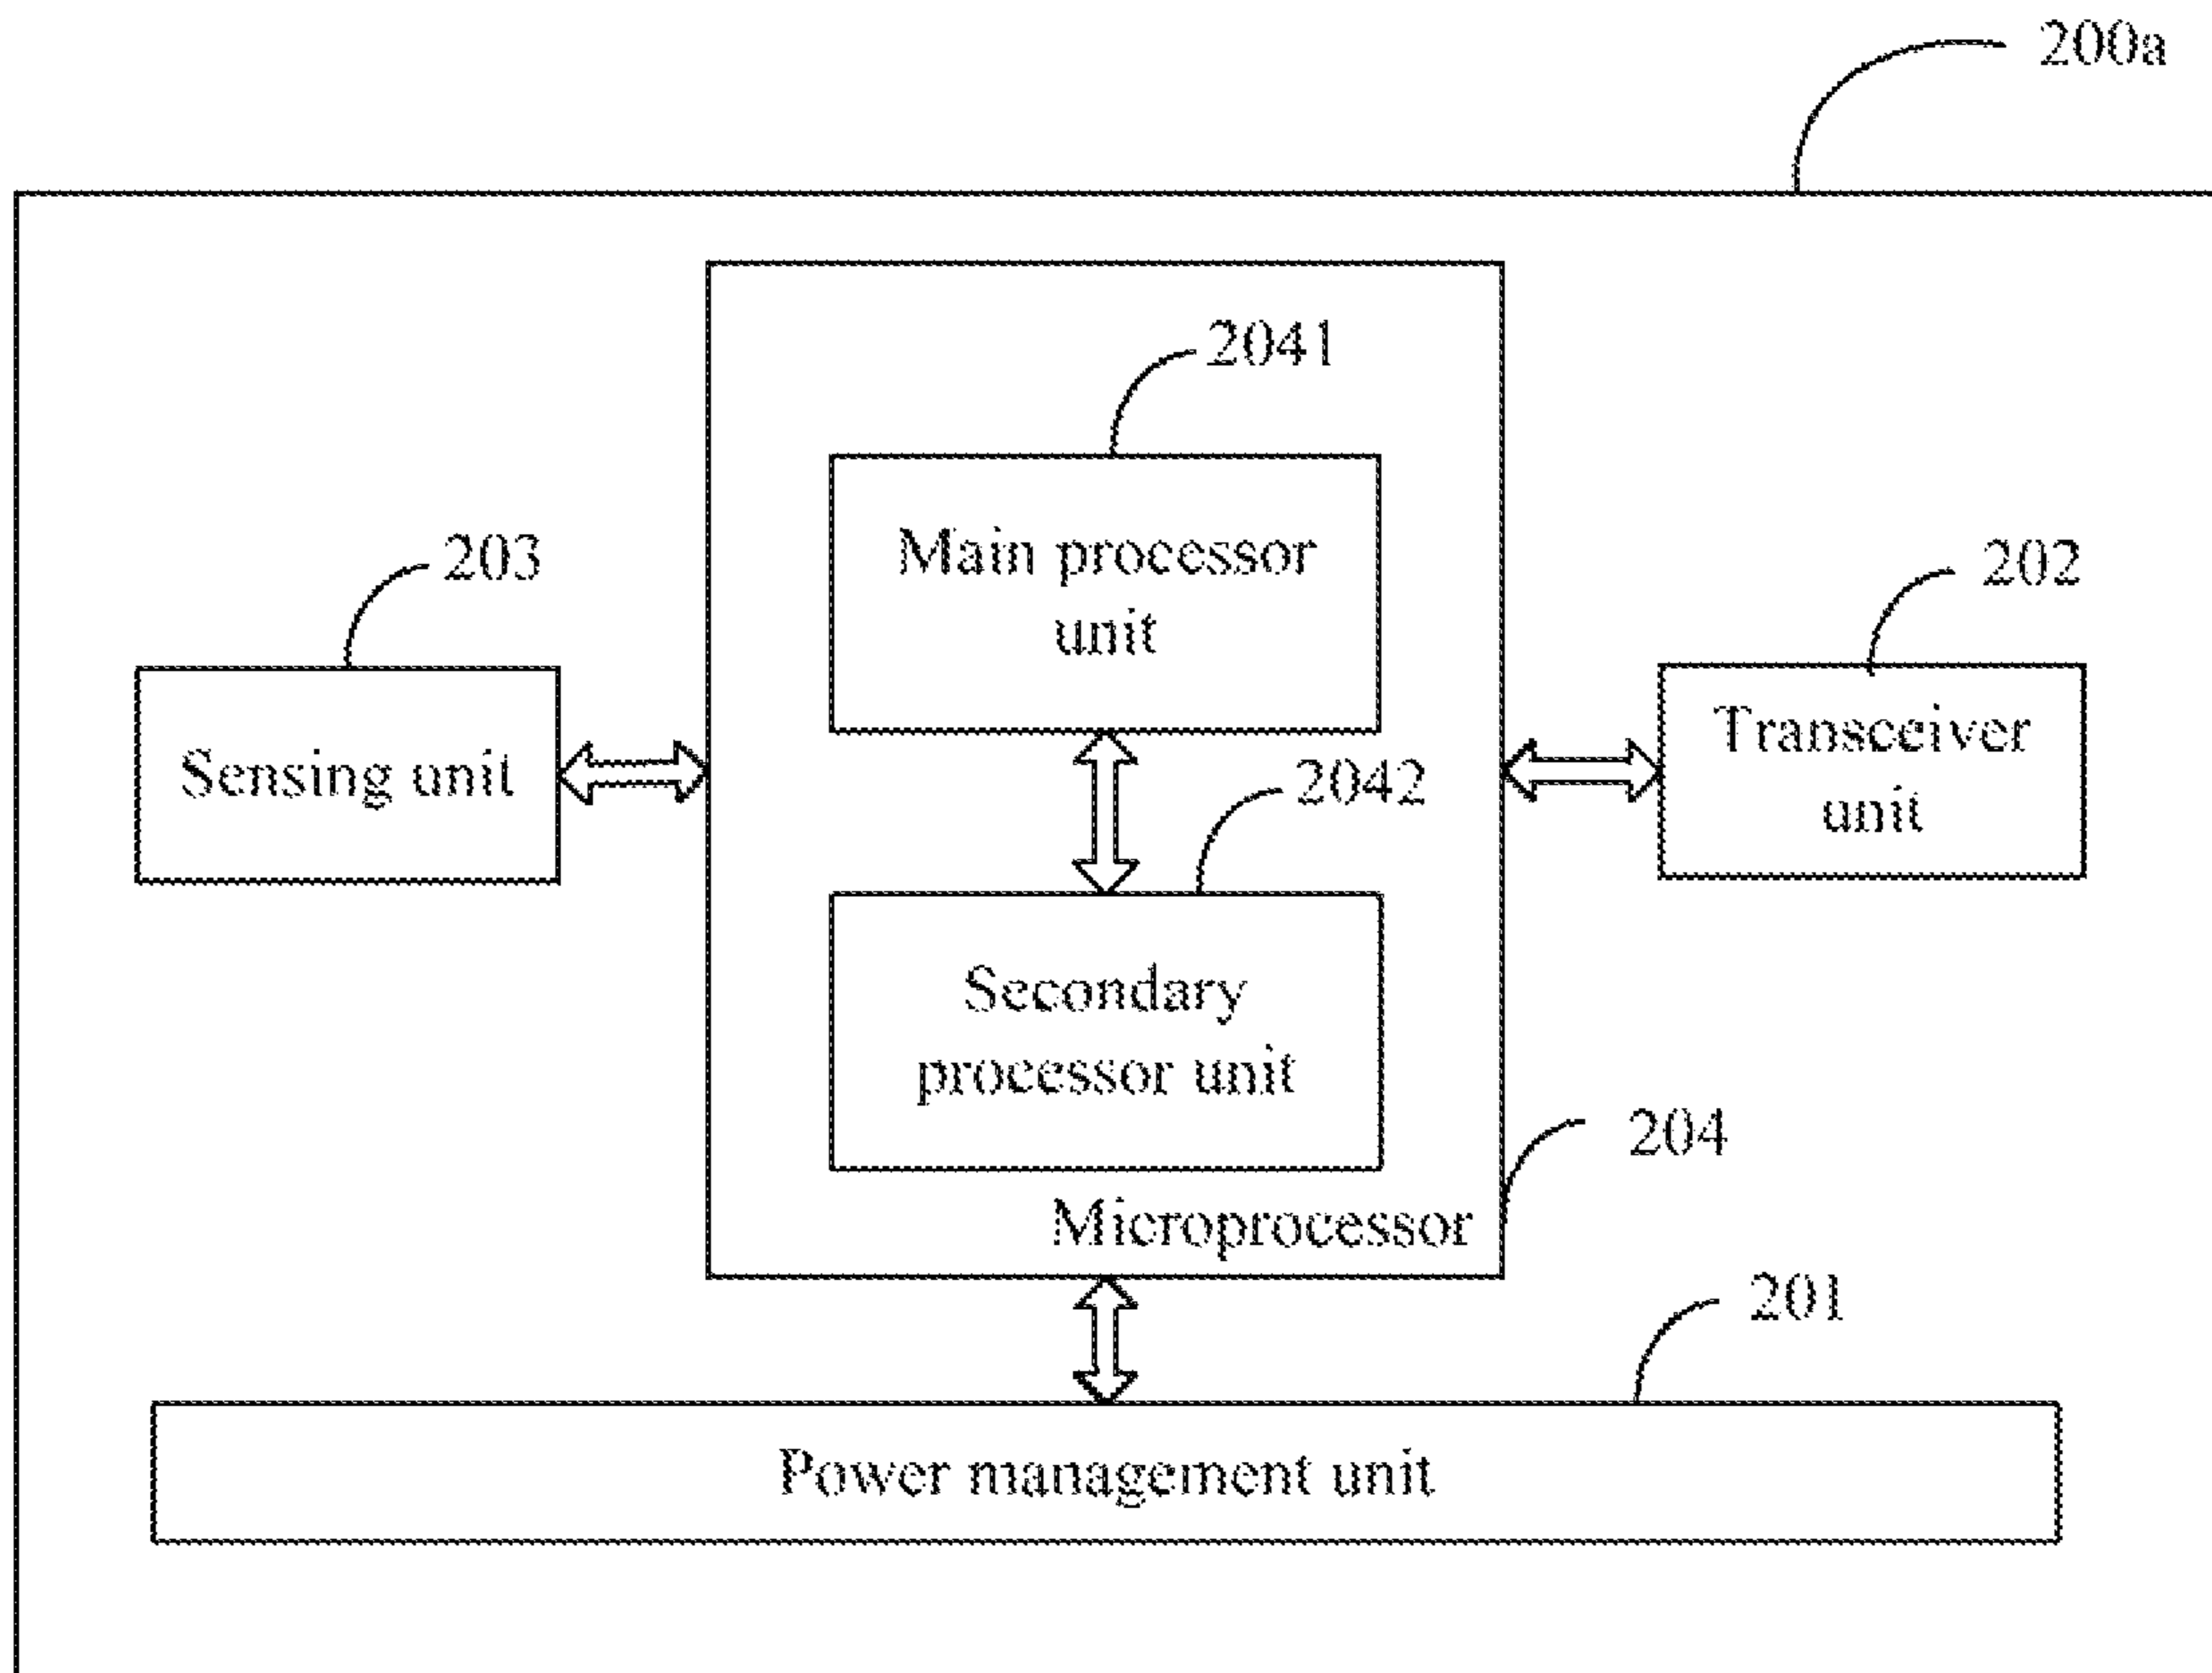 200a
2041
Main processor
unit
203
202
Sensing unit
Transceiver
unit
2042
Secondary
processor unit
204
Microprocessor
201
Power management unit